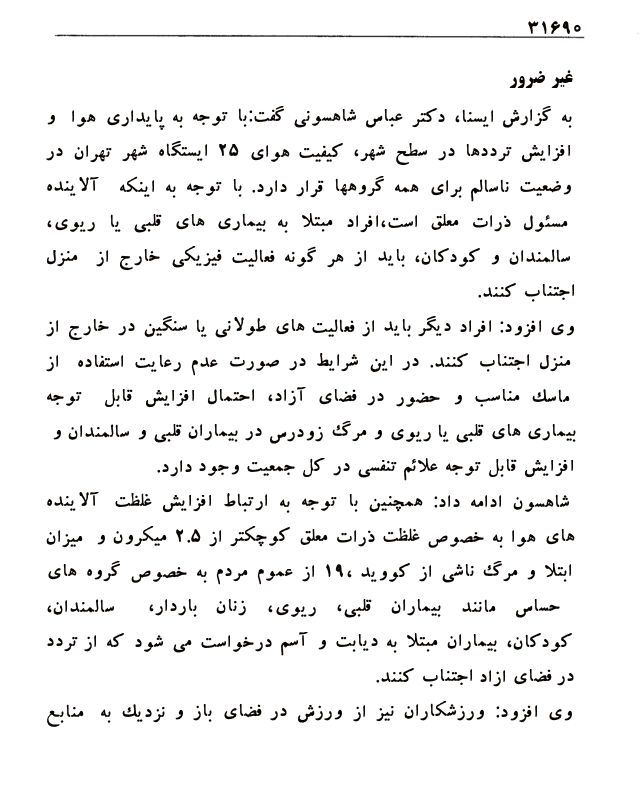 ۳۱۶۹۰
غیر ضرور
به گزارش ایسنا، دکتر عباس شاهسونی گفت:با توجه به پایداری هوا و
افزایش ترددها در سطح شهر، کیفیت هوای ۲۵ ایستگاه شهر تهران در
وضعیت ناسالم برای همه گروهها قرار دارد. با توجه به اینکه آلاینده
مسئول ذرات معلق است،افراد مبتلا به بیماری های قلبی یا ریوی،
سالمندان و کودکان، باید از هر گونه فعالیت فیزیکی خارج از منزل
اجتناب کنند.
وی افزود: افراد دیگر باید از فعالیت های طولانی یا سنگین در خارج از
منزل اجتناب کنند. در این شرایط در صورت عدم رعایت استفاده از
ماسک مناسب و حضور در فضای آزاد، احتمال افزایش قابل توجه
بیماری های قلبی یا ریوی و مرگ زودرس در بیماران قلبی و سالمندان و
افزایش قابل توجه علائم تنفسی در کل جمعیت وجود دارد.
شاهسون ادامه داد: همچنین با توجه به ارتباط افزایش غلظت آلاینده
های هوا به خصوص غلظت ذرات معلق کوچکتر از ۲.۵ میکرون و میزان
ابتلا و مرگ ناشی از کووید ،۱۹ از عموم مردم به خصوص گروه های
حساس مانند بیماران قلبی، ریوی، زنان باردار، سالمندان،
کودکان، بیماران مبتلا به دیابت و آسم درخواست می شود که از تردد
در فضای ازاد اجتناب کنند.
وی افزود: ورزشکاران نیز از ورزش در فضای باز و نزدیک به منابع